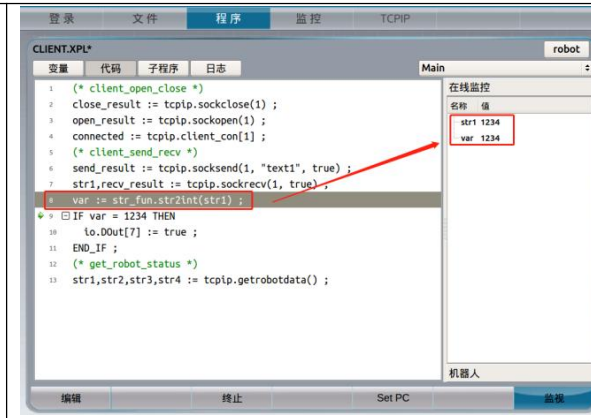 登录 文件 程序 监控 TCPIP
CLIENT.XPL* robot
变量 代码 子程序 日志 Main
1 (* client_open_close *)
2 close_result := tcpip.sockclose(1) ;
3 open_result := tcpip.sockopen(1) ;
4 connected := tcpip.client_con[1] ;
5 (* client_send_recv *)
6 send_result := tcpip.socksend(1, "text1", true) ;
7 str1,recv_result := tcpip.sockrecv(1, true) ;
8 var := str_fun.str2int(str1) ;
9 IF var = 1234 THEN
10 io.DOut[7] := true ;
11 END_IF ;
12 (* get_robot_status *)
13 str1,str2,str3,str4 := tcpip.getrobotdata() ;
在线监控
名称 值
str1 1234
var 1234
机器人
编辑 终止 Set PC 监视